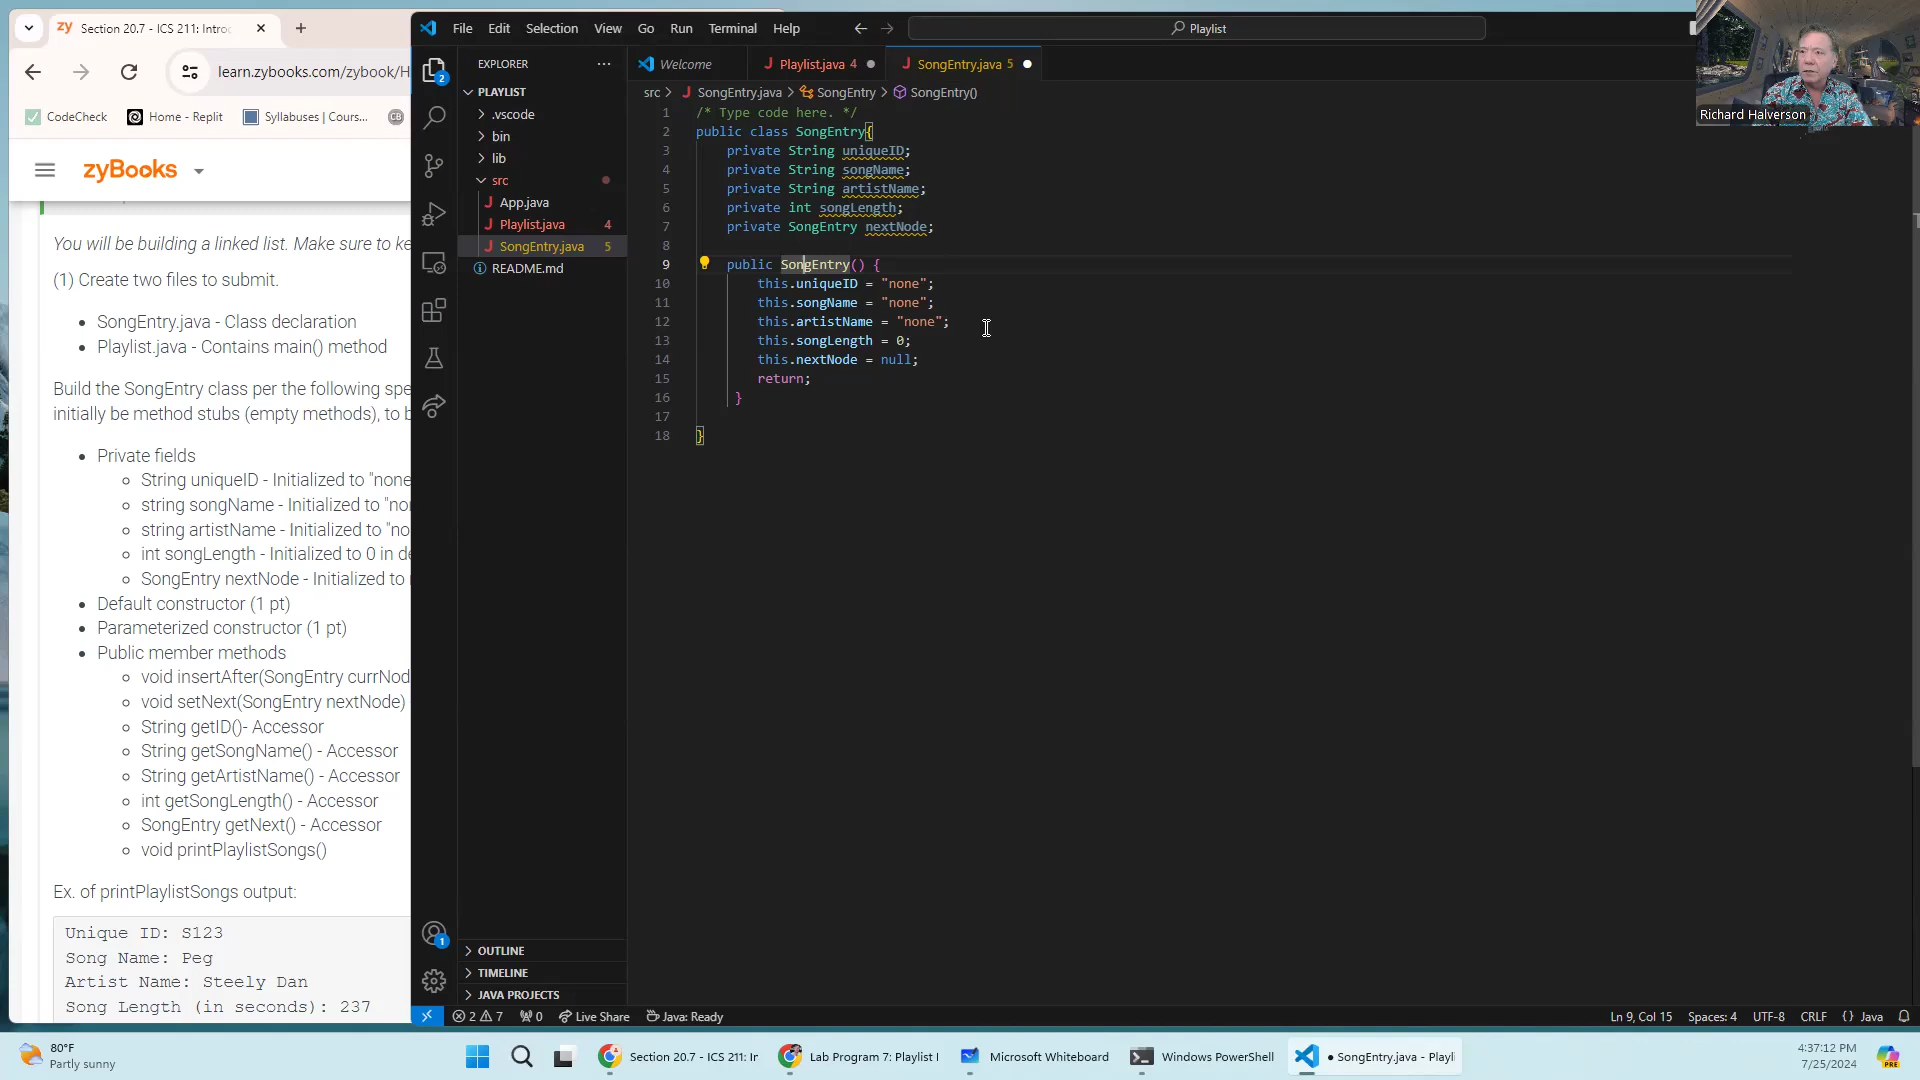 Section 20.7 - ICS 211: Intro
learn.zybooks.com/zybook/H
CodeCheck
Home - Replit
Syllabuses | Cours...
CB
zyBooks
You will be building a linked list. Make sure to ke
(1) Create two files to submit.
SongEntry.java - Class declaration
Playlist.java - Contains main() method
Build the SongEntry class per the following spe
initially be method stubs (empty methods), to b
Private fields
String uniqueID - Initialized to "none
string songName - Initialized to "nor
string artistName - Initialized to "no
int songLength - Initialized to 0 in de
SongEntry nextNode - Initialized to
Default constructor (1 pt)
Parameterized constructor (1 pt)
Public member methods
void insertAfter(SongEntry currNod
void setNext(SongEntry nextNode)
String getID()- Accessor
String getSongName() - Accessor
String getArtistName() - Accessor
int getSongLength() - Accessor
SongEntry getNext() - Accessor
void printPlaylistSongs()
Ex. of printPlaylistSongs output:
Unique ID: S123
Song Name: Peg
Artist Name: Steely Dan
Song Length (in seconds): 237
File Edit Selection View Go Run Terminal Help
Playlist
EXPLORER
PLAYLIST
.vscode
bin
lib
src
App.java
Playlist.java 4
SongEntry.java 5
README.md
OUTLINE
TIMELINE
JAVA PROJECTS
2
1
Welcome
Playlist.java 4
SongEntry.java 5
src > SongEntry.java > SongEntry > SongEntry()
1 /* Type code here. */
2 public class SongEntry{
3 private String uniqueID;
4 private String songName;
5 private String artistName;
6 private int songLength;
7 private SongEntry nextNode;
8
9 public SongEntry() {
10 this.uniqueID = "none";
11 this.songName = "none";
12 this.artistName = "none";
13 this.songLength = 0;
14 this.nextNode = null;
15 return;
16 }
17
18 }
Richard Halverson
2 7 0 Live Share Java: Ready
Ln 9, Col 15 Spaces: 4 UTF-8 CRLF {} Java
80°F
Partly sunny
Section 20.7 - ICS 211: Ir
Lab Program 7: Playlist I
Microsoft Whiteboard
Windows PowerShell
SongEntry.java - Playli
4:37:12 PM
7/25/2024
PRE